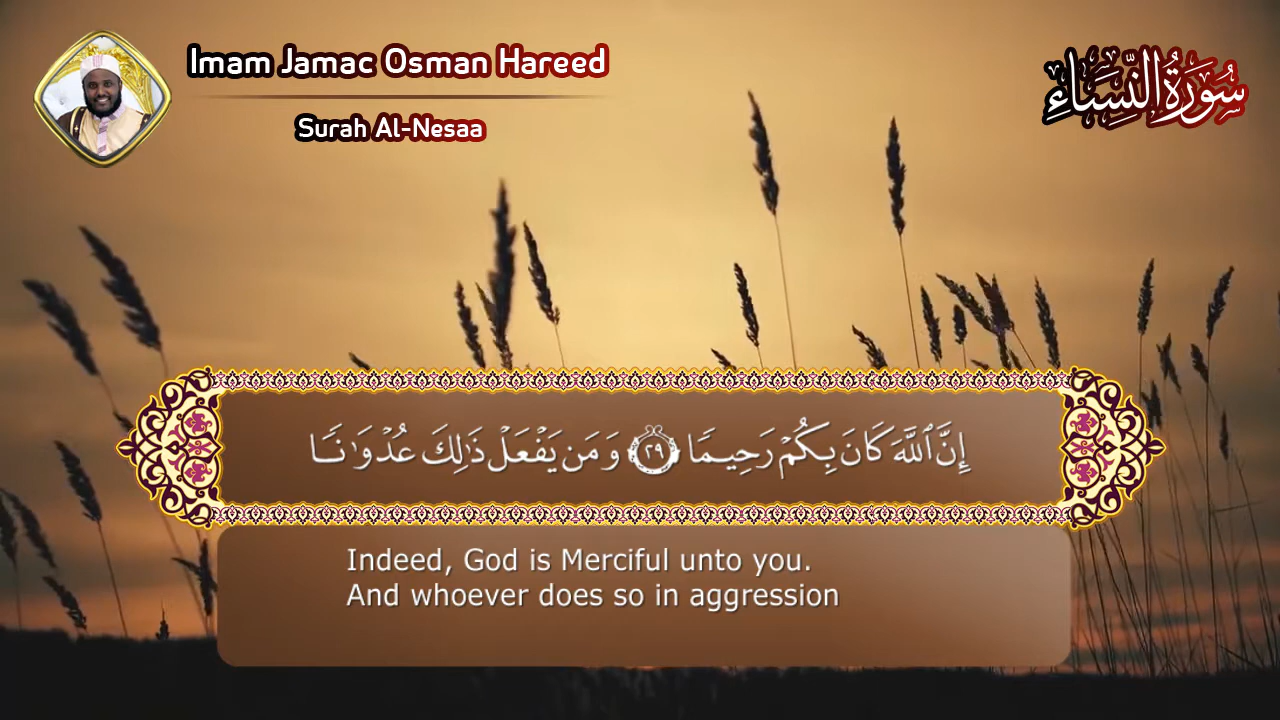 Imam Jamac Osman Hareed
Surah Al-Nesaa
سُورَةُ النِّسَاءِ
إِنَّ ٱللَّهَ كَانَ بِكُمْ رَحِيمًا ٢٩ وَمَن يَفْعَلْ ذَٰلِكَ عُدْوَٰنًا
Indeed, God is Merciful unto you.
And whoever does so in aggression